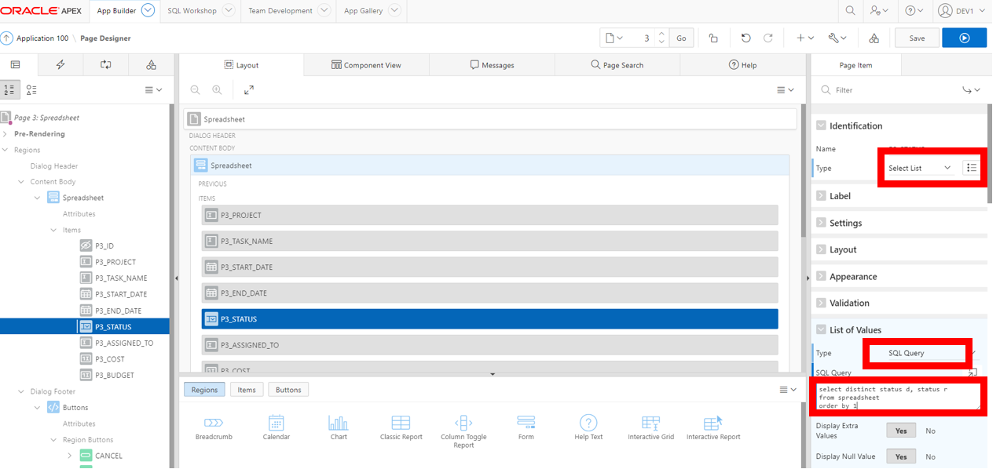 ORACLE APEX
App Builder
SQL Workshop
Team Development
App Gallery
DEV1
Application 100 \ Page Designer
3
Go
Save
Layout
Component View
Messages
Page Search
Help
Page Item
Filter
Page 3: Spreadsheet
Pre-Rendering
Regions
Dialog Header
Content Body
Spreadsheet
Attributes
Items
P3_ID
P3_PROJECT
P3_TASK_NAME
P3_START_DATE
P3_END_DATE
P3_STATUS
P3_ASSIGNED_TO
P3_COST
P3_BUDGET
Dialog Footer
Buttons
Attributes
Region Buttons
CANCEL
Spreadsheet
DIALOG HEADER
CONTENT BODY
Spreadsheet
PREVIOUS
ITEMS
P3_PROJECT
P3_TASK_NAME
P3_START_DATE
P3_END_DATE
P3_STATUS
P3_ASSIGNED_TO
P3_COST
Regions
Items
Buttons
Breadcrumb
Calendar
Chart
Classic Report
Column Toggle
Report
Form
Help Text
Interactive Grid
Interactive Report
Identification
Name
P3_STATUS
Type
Select List
Label
Settings
Layout
Appearance
Validation
List of Values
Type
SQL Query
SQL Query
select distinct status d, status r
from spreadsheet
order by 1
Display Extra
Values
Yes
No
Display Null Value
Yes
No